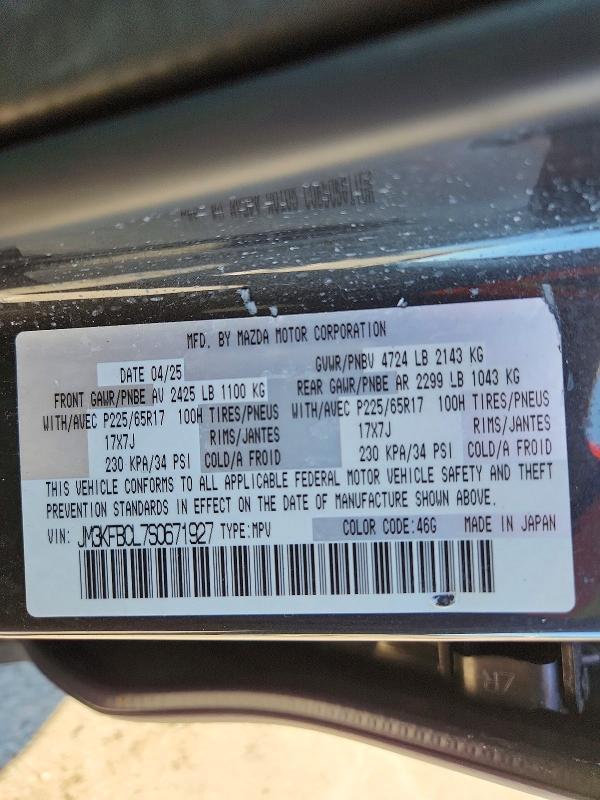 MFD. BY MAZDA MOTOR CORPORATION
DATE 04/25 GVWR/PNBV 4724 LB 2143 KG
FRONT GAWR/PNBE AV 2425 LB 1100 KG REAR GAWR/PNBE AR 2299 LB 1043 KG
WITH/AVEC P225/65R17 100H TIRES/PNEUS WITH/AVEC P225/65R17 100H TIRES/PNEUS
17X7J RIMS/JANTES 17X7J RIMS/JANTES
230 KPA/34 PSI COLD/A FROID 230 KPA/34 PSI COLD/A FROID
THIS VEHICLE CONFORMS TO ALL APPLICABLE FEDERAL MOTOR VEHICLE SAFETY AND THEFT
PREVENTION STANDARDS IN EFFECT ON THE DATE OF MANUFACTURE SHOWN ABOVE.
VIN: JM3KFBCL7S0671927 TYPE:MPV COLOR CODE:46G MADE IN JAPAN